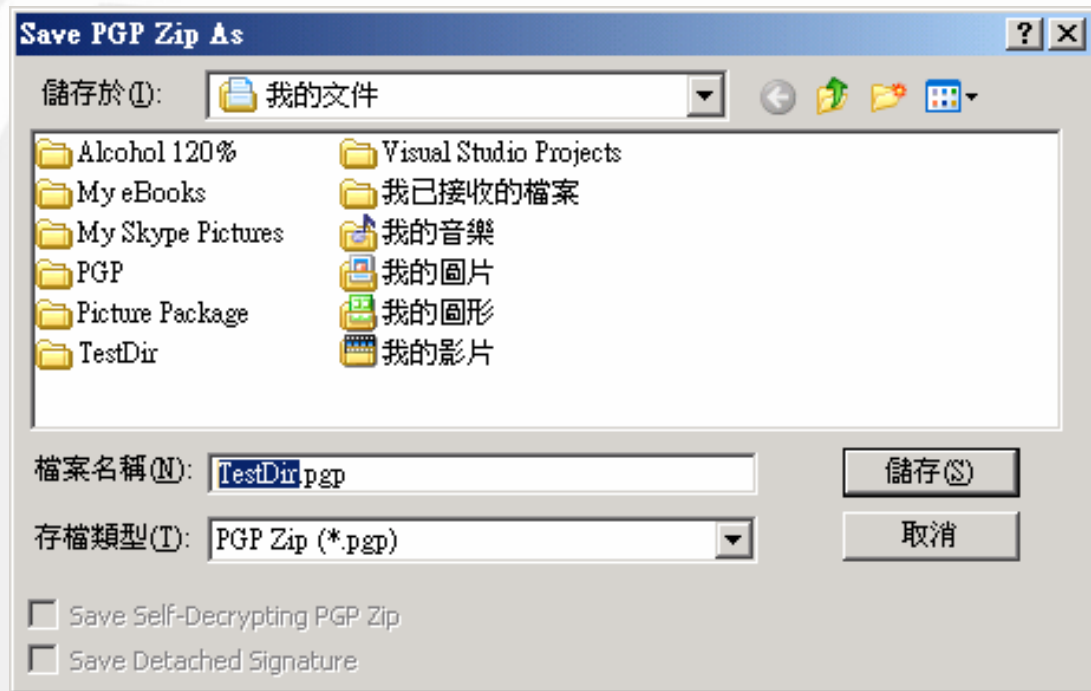 Save PGP Zip As
儲存於(I): 我的文件
Alcohol 120%
My eBooks
My Skype Pictures
PGP
Picture Package
TestDir
Visual Studio Projects
我已接收的檔案
我的音樂
我的圖片
我的圖形
我的影片
檔案名稱(N): TestDir.pgp
儲存(S)
存檔類型(T): PGP Zip (*.pgp)
取消
Save Self-Decrypting PGP Zip
Save Detached Signature